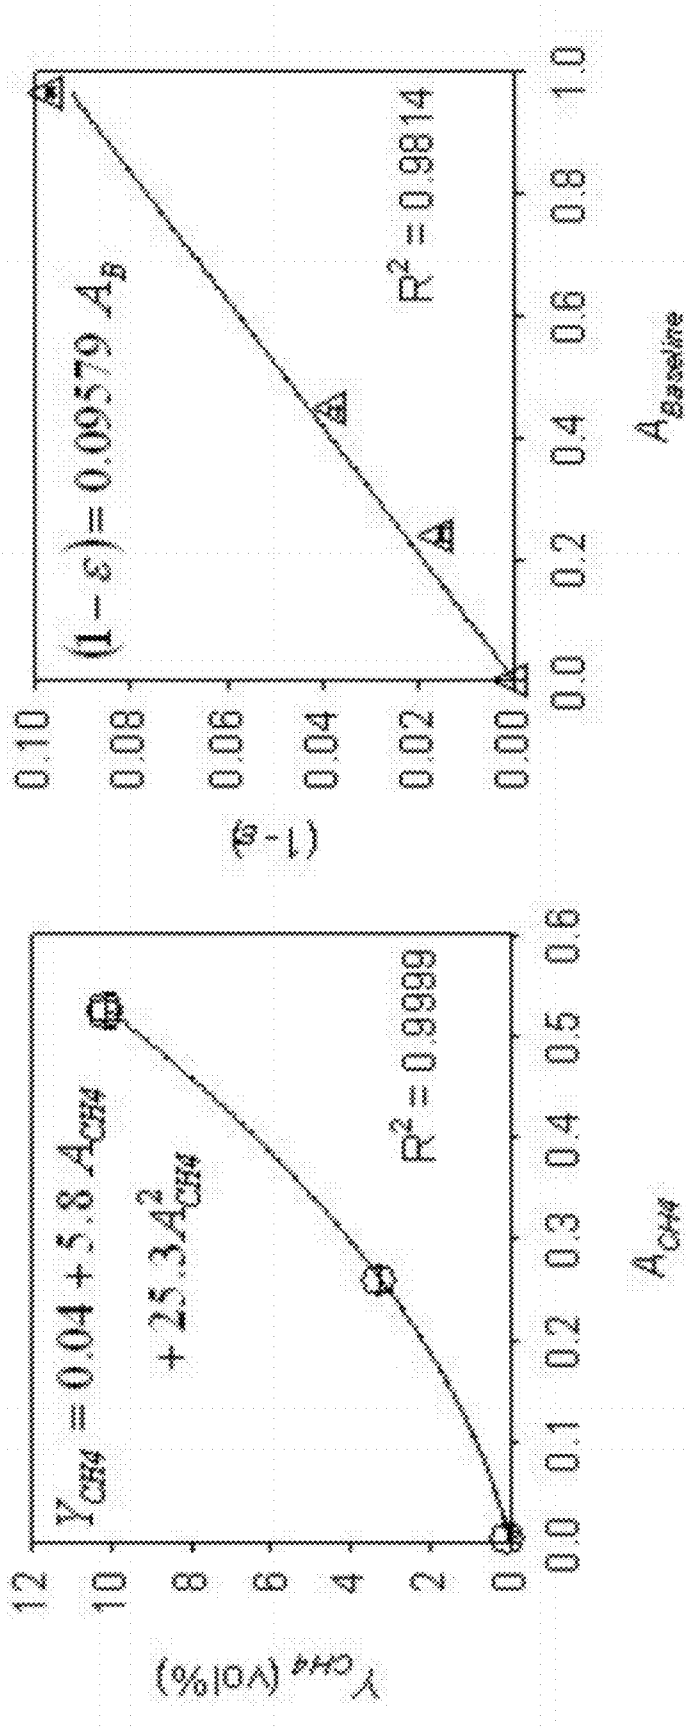 Y_CH4 = 0.04 + 5.8 A_CH4
+ 25.3 A²_CH4
R² = 0.9999
12
10
8
6
4
2
0
0.0 0.1 0.2 0.3 0.4 0.5 0.6
Y_CH4 (vol%)
A_CH4
(1 − ε) = 0.09579 A_B
R² = 0.9814
0.10
0.08
0.06
0.04
0.02
0.00
0.0 0.2 0.4 0.6 0.8 1.0
(1-ε)
A_Baseline